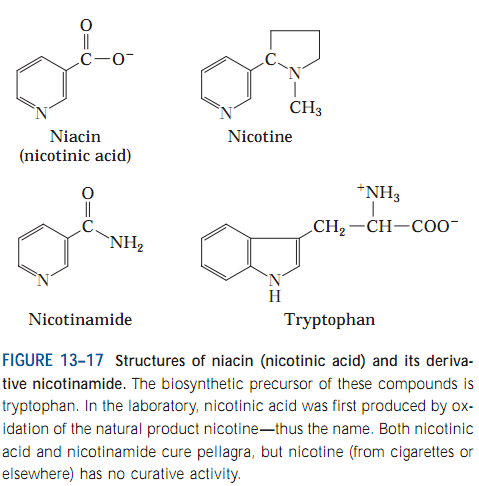 O
C—O⁻
N
Niacin
(nicotinic acid)
C
N
CH₃
N
Nicotine
O
C
NH₂
N
Nicotinamide
⁺NH₃
CH₂—CH—COO⁻
N
H
Tryptophan
FIGURE 13–17 Structures of niacin (nicotinic acid) and its deriva-
tive nicotinamide. The biosynthetic precursor of these compounds is
tryptophan. In the laboratory, nicotinic acid was first produced by ox-
idation of the natural product nicotine—thus the name. Both nicotinic
acid and nicotinamide cure pellagra, but nicotine (from cigarettes or
elsewhere) has no curative activity.